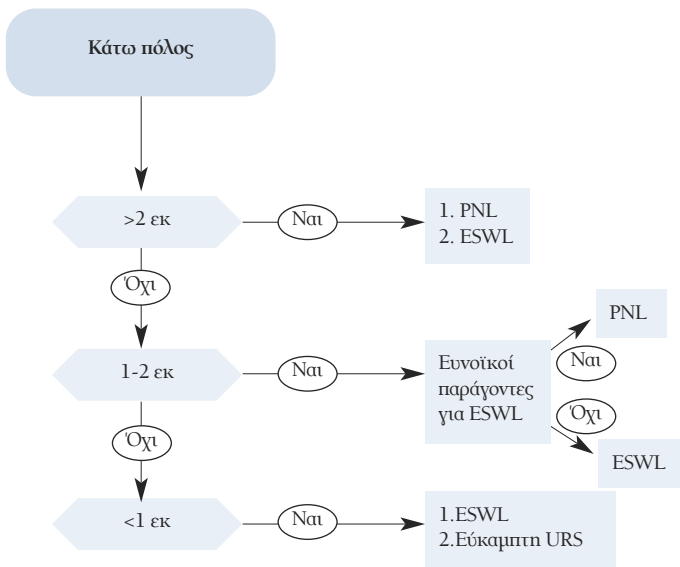 Κάτω πόλος
>2 εκ
Ναι
1. PNL
2. ESWL
Όχι
1-2 εκ
Ναι
Ευνοϊκοί
παράγοντες
για ESWL
PNL
Ναι
Όχι
ESWL
Όχι
<1 εκ
Ναι
1.ESWL
2.Εύκαμπτη URS